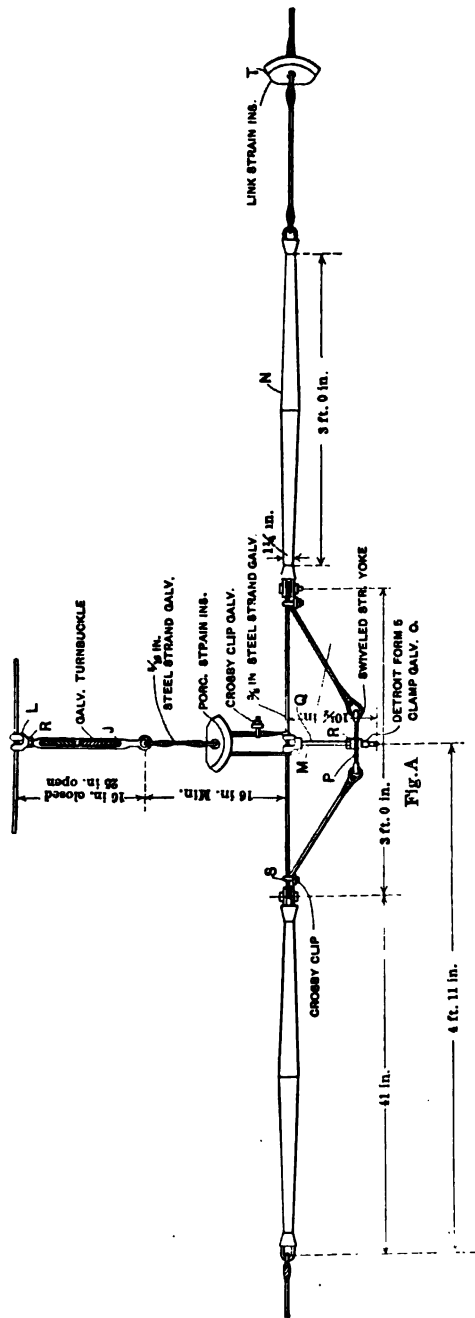 L
R
GALV. TURNBUCKLE
J
in. closed
in. open
5/16 in.
STEEL STRAND GALV.
PORC. STRAIN INS.
CROSBY CLIP GALV.
3/8 IN STEEL STRAND GALV.
16 in. Min.
LINK STRAIN INS.
T
N
3 ft. 0 in.
1¼ in.
Q
M
10½ in.
R
P
S
CROSBY CLIP
SWIVELED STR. YOKE
DETROIT FORM 5
CLAMP GALV. O.
Fig. A
3 ft. 0 in.
41 in.
4 ft. 11 in.